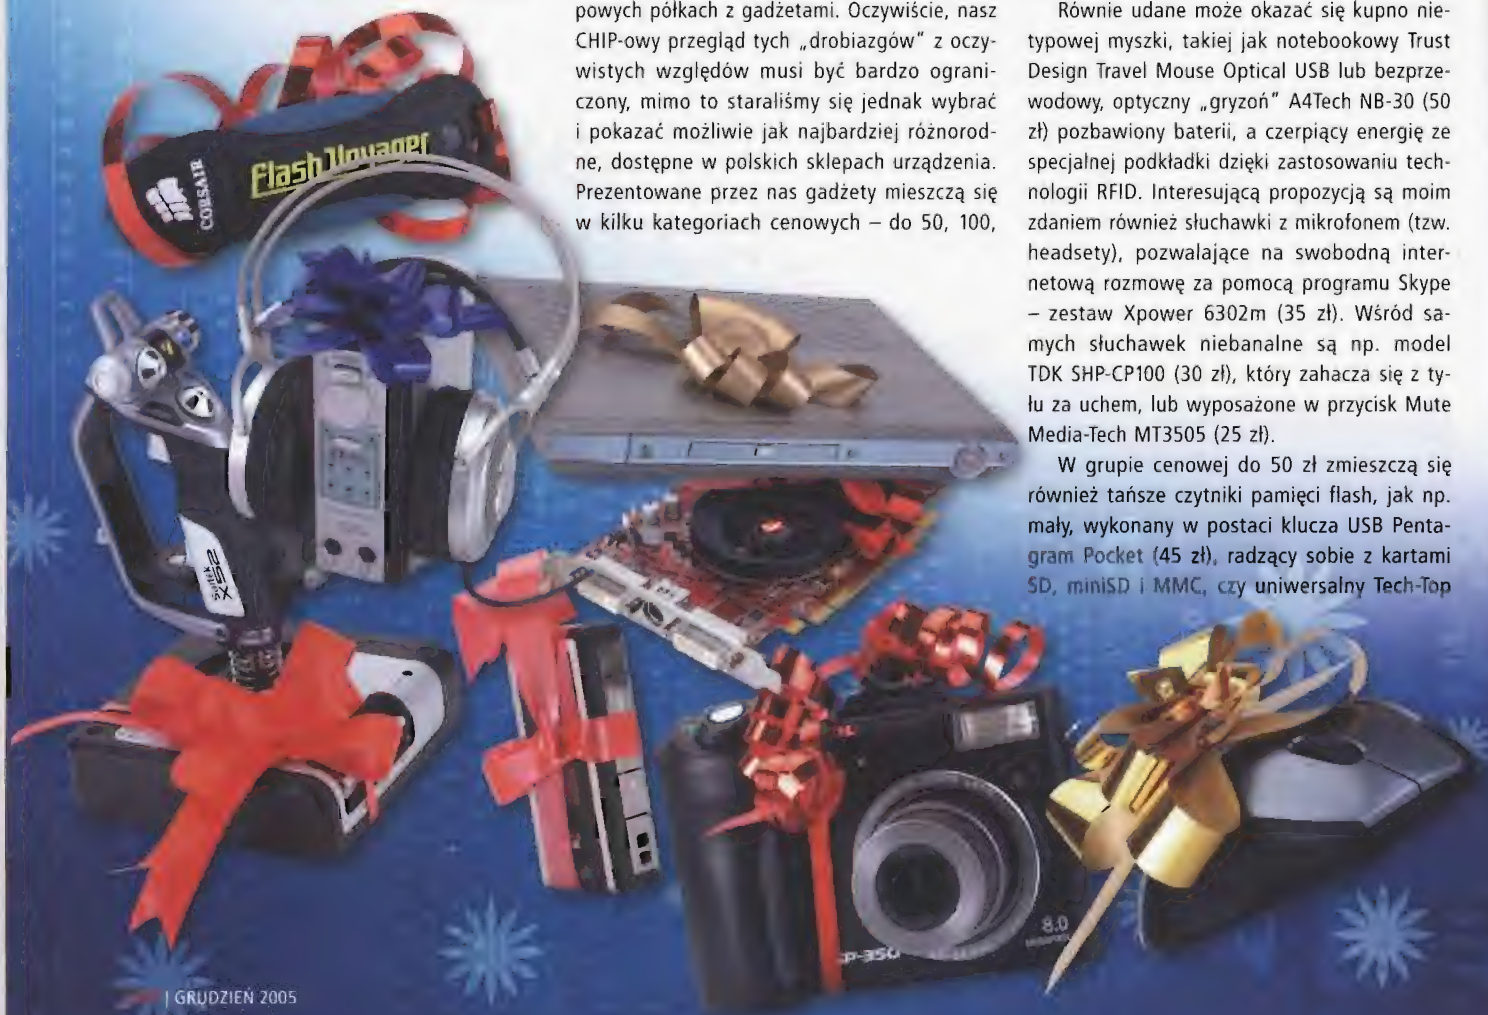 powych półkach z gadżetami. Oczywiście, nasz
CHIP-owy przegląd tych „drobiazgów" z oczy-
wistych względów musi być bardzo ograni-
czony, mimo to staraliśmy się jednak wybrać
i pokazać możliwie jak najbardziej różnorod-
ne, dostępne w polskich sklepach urządzenia.
Prezentowane przez nas gadżety mieszczą się
w kilku kategoriach cenowych – do 50, 100,
Równie udane może okazać się kupno nie-
typowej myszki, takiej jak notebookowy Trust
Design Travel Mouse Optical USB lub bezprze-
wodowy, optyczny „gryzoń" A4Tech NB-30 (50
zł) pozbawiony baterii, a czerpiący energię ze
specjalnej podkładki dzięki zastosowaniu tech-
nologii RFID. Interesującą propozycją są moim
zdaniem również słuchawki z mikrofonem (tzw.
headsety), pozwalające na swobodną inter-
netową rozmowę za pomocą programu Skype
– zestaw Xpower 6302m (35 zł). Wśród sa-
mych słuchawek niebanalne są np. model
TDK SHP-CP100 (30 zł), który zahacza się z ty-
łu za uchem, lub wyposażone w przycisk Mute
Media-Tech MT3505 (25 zł).
W grupie cenowej do 50 zł zmieszczą się
również tańsze czytniki pamięci flash, jak np.
mały, wykonany w postaci klucza USB Penta-
gram Pocket (45 zł), radzący sobie z kartami
SD, miniSD i MMC, czy uniwersalny Tech-Top
CORSAIR
Flash Voyager
Saitek
X52
8.0
P-350
| GRUDZIEŃ 2005